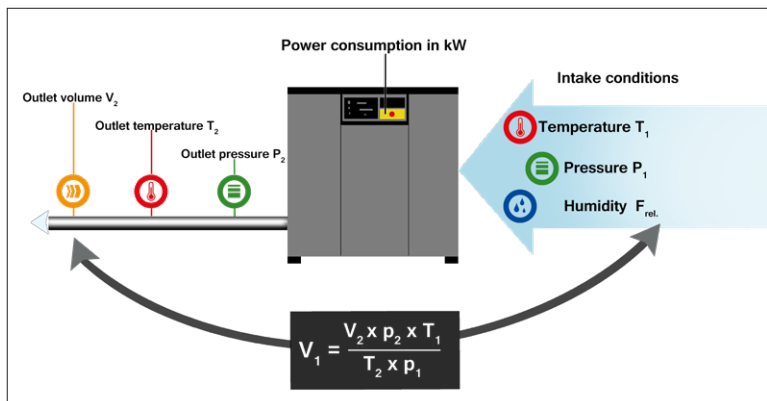 Power consumption in kW
Intake conditions
Outlet volume V₂
Outlet temperature T₂
Outlet pressure P₂
Temperature T₁
Pressure P₁
Humidity F rel.
V₁ = V₂ x p₂ x T₁ / T₂ x p₁